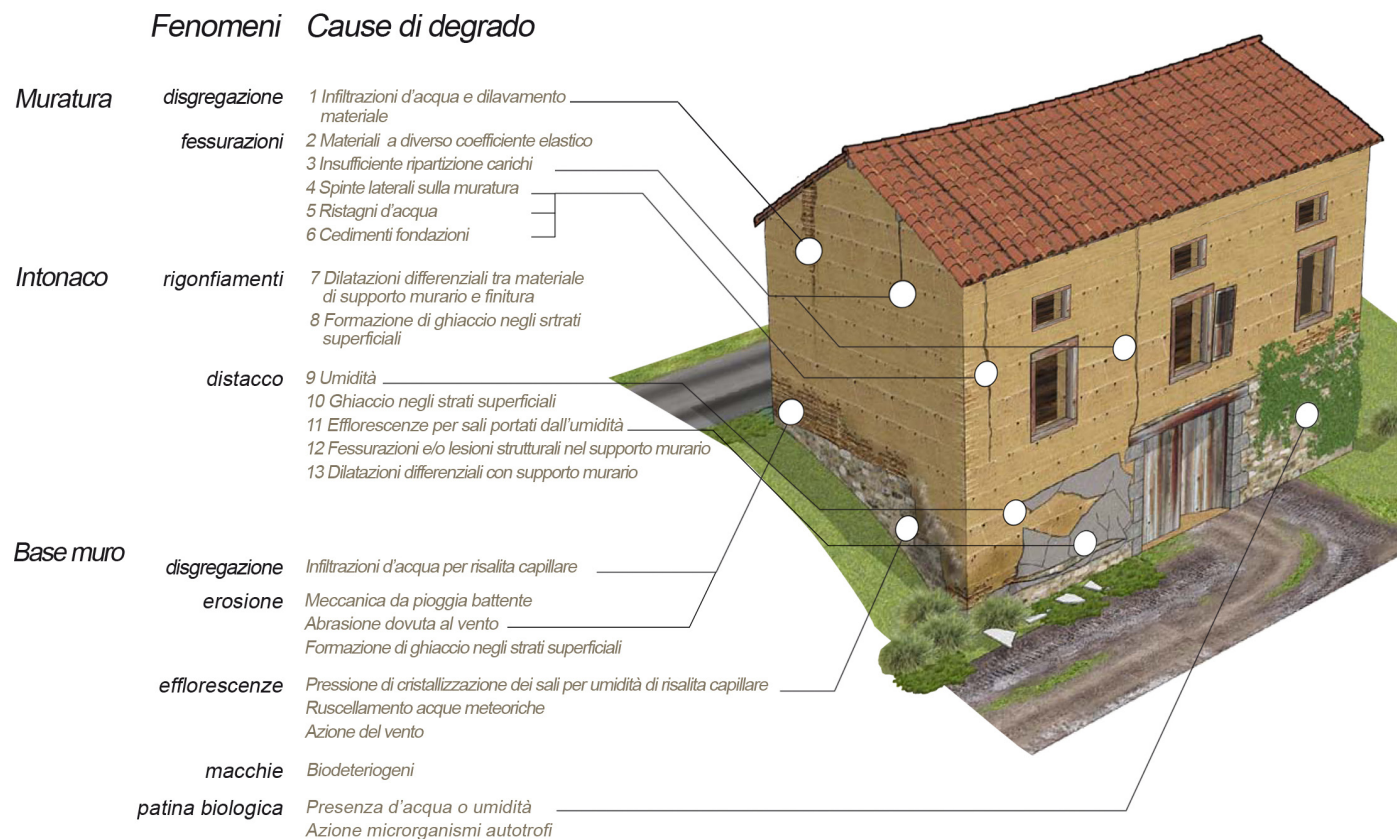 Fenomeni Cause di degrado
Muratura disgregazione 1 Infiltrazioni d'acqua e dilavamento
materiale
fessurazioni 2 Materiali a diverso coefficiente elastico
3 Insufficiente ripartizione carichi
4 Spinte laterali sulla muratura
5 Ristagni d'acqua
6 Cedimenti fondazioni
Intonaco rigonfiamenti 7 Dilatazioni differenziali tra materiale
di supporto murario e finitura
8 Formazione di ghiaccio negli srtrati
superficiali
distacco 9 Umidità
10 Ghiaccio negli strati superficiali
11 Efflorescenze per sali portati dall'umidità
12 Fessurazioni e/o lesioni strutturali nel supporto murario
13 Dilatazioni differenziali con supporto murario
Base muro
disgregazione Infiltrazioni d'acqua per risalita capillare
erosione Meccanica da pioggia battente
Abrasione dovuta al vento
Formazione di ghiaccio negli strati superficiali
efflorescenze Pressione di cristallizzazione dei sali per umidità di risalita capillare
Ruscellamento acque meteoriche
Azione del vento
macchie Biodeteriogeni
patina biologica Presenza d'acqua o umidità
Azione microrganismi autotrofi